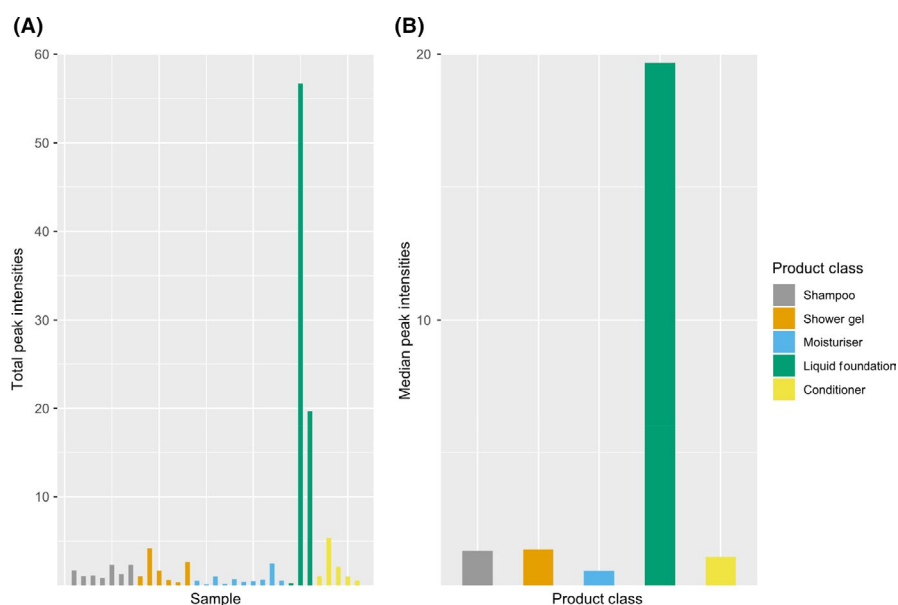 (A)
60
50
40
30
20
10
Total peak intensities
Sample
(B)
20
10
Median peak intensities
Product class
Product class
Shampoo
Shower gel
Moisturiser
Liquid foundation
Conditioner